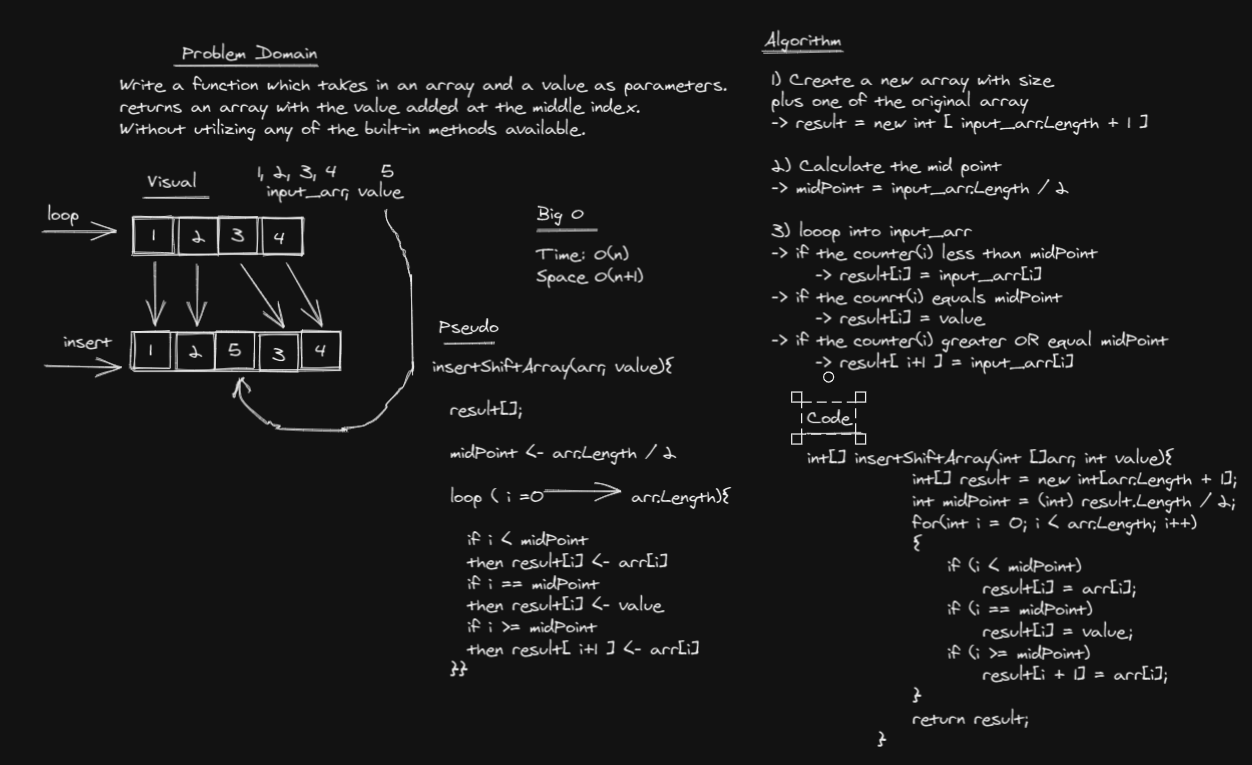 Problem Domain
Write a function which takes in an array and a value as parameters.
returns an array with the value added at the middle index.
Without utilizing any of the built-in methods available.
Visual
1, 2, 3, 4 5
input_arr, value
loop
1 2 3 4
insert
1 2 5 3 4
Big O
Time: O(n)
Space O(n+1)
Pseudo
insertShiftArray(arr, value){
result[];
midPoint <- arr.Length / 2
loop ( i =0 arr.Length){
if i < midPoint
then result[i] <- arr[i]
if i == midPoint
then result[i] <- value
if i >= midPoint
then result[ i+1 ] <- arr[i]
}}
Algorithm
1) Create a new array with size
plus one of the original array
-> result = new int [ input_arr.Length + 1 ]
2) Calculate the mid point
-> midPoint = input_arr.Length / 2
3) looop into input_arr
-> if the counter(i) less than midPoint
-> result[i] = input_arr[i]
-> if the counrt(i) equals midPoint
-> result[i] = value
-> if the counter(i) greater OR equal midPoint
-> result[ i+1 ] = input_arr[i]
Code
int[] insertShiftArray(int []arr, int value){
int[] result = new int[arr.Length + 1];
int midPoint = (int) result.Length / 2;
for(int i = 0; i < arr.Length; i++)
{
if (i < midPoint)
result[i] = arr[i];
if (i == midPoint)
result[i] = value;
if (i >= midPoint)
result[i + 1] = arr[i];
}
return result;
}